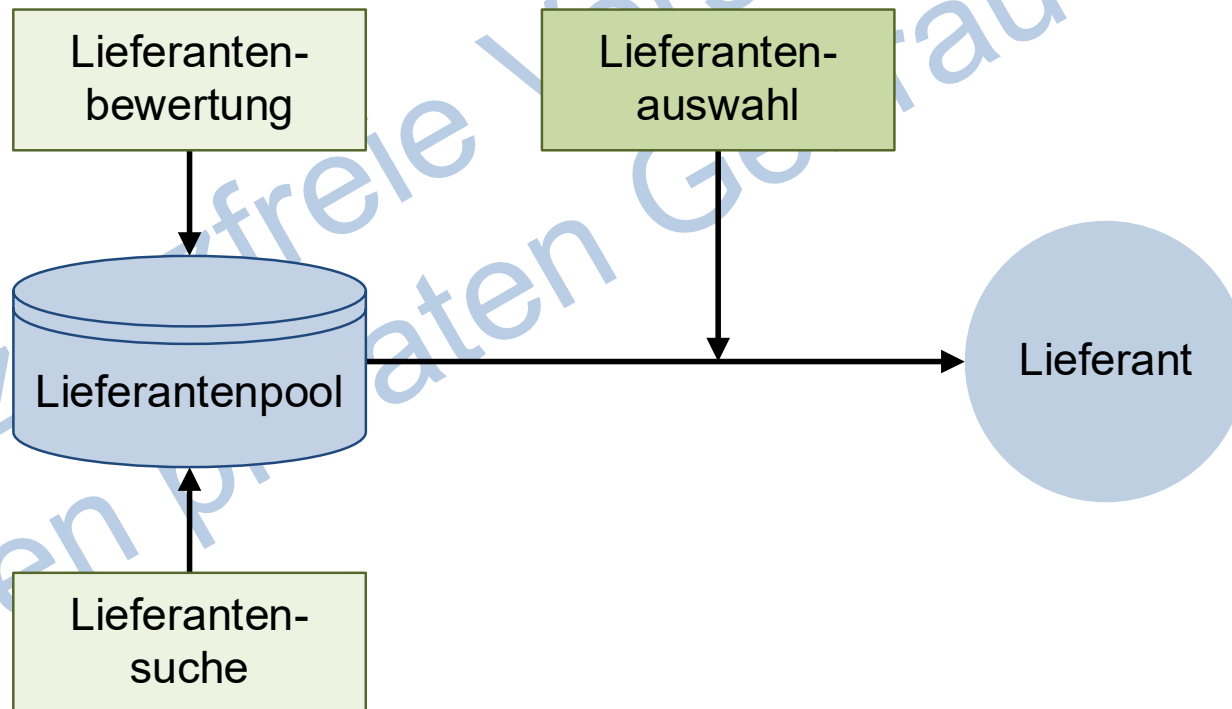 Lieferanten-
bewertung
Lieferanten-
auswahl
Lieferantenpool
Lieferant
Lieferanten-
suche